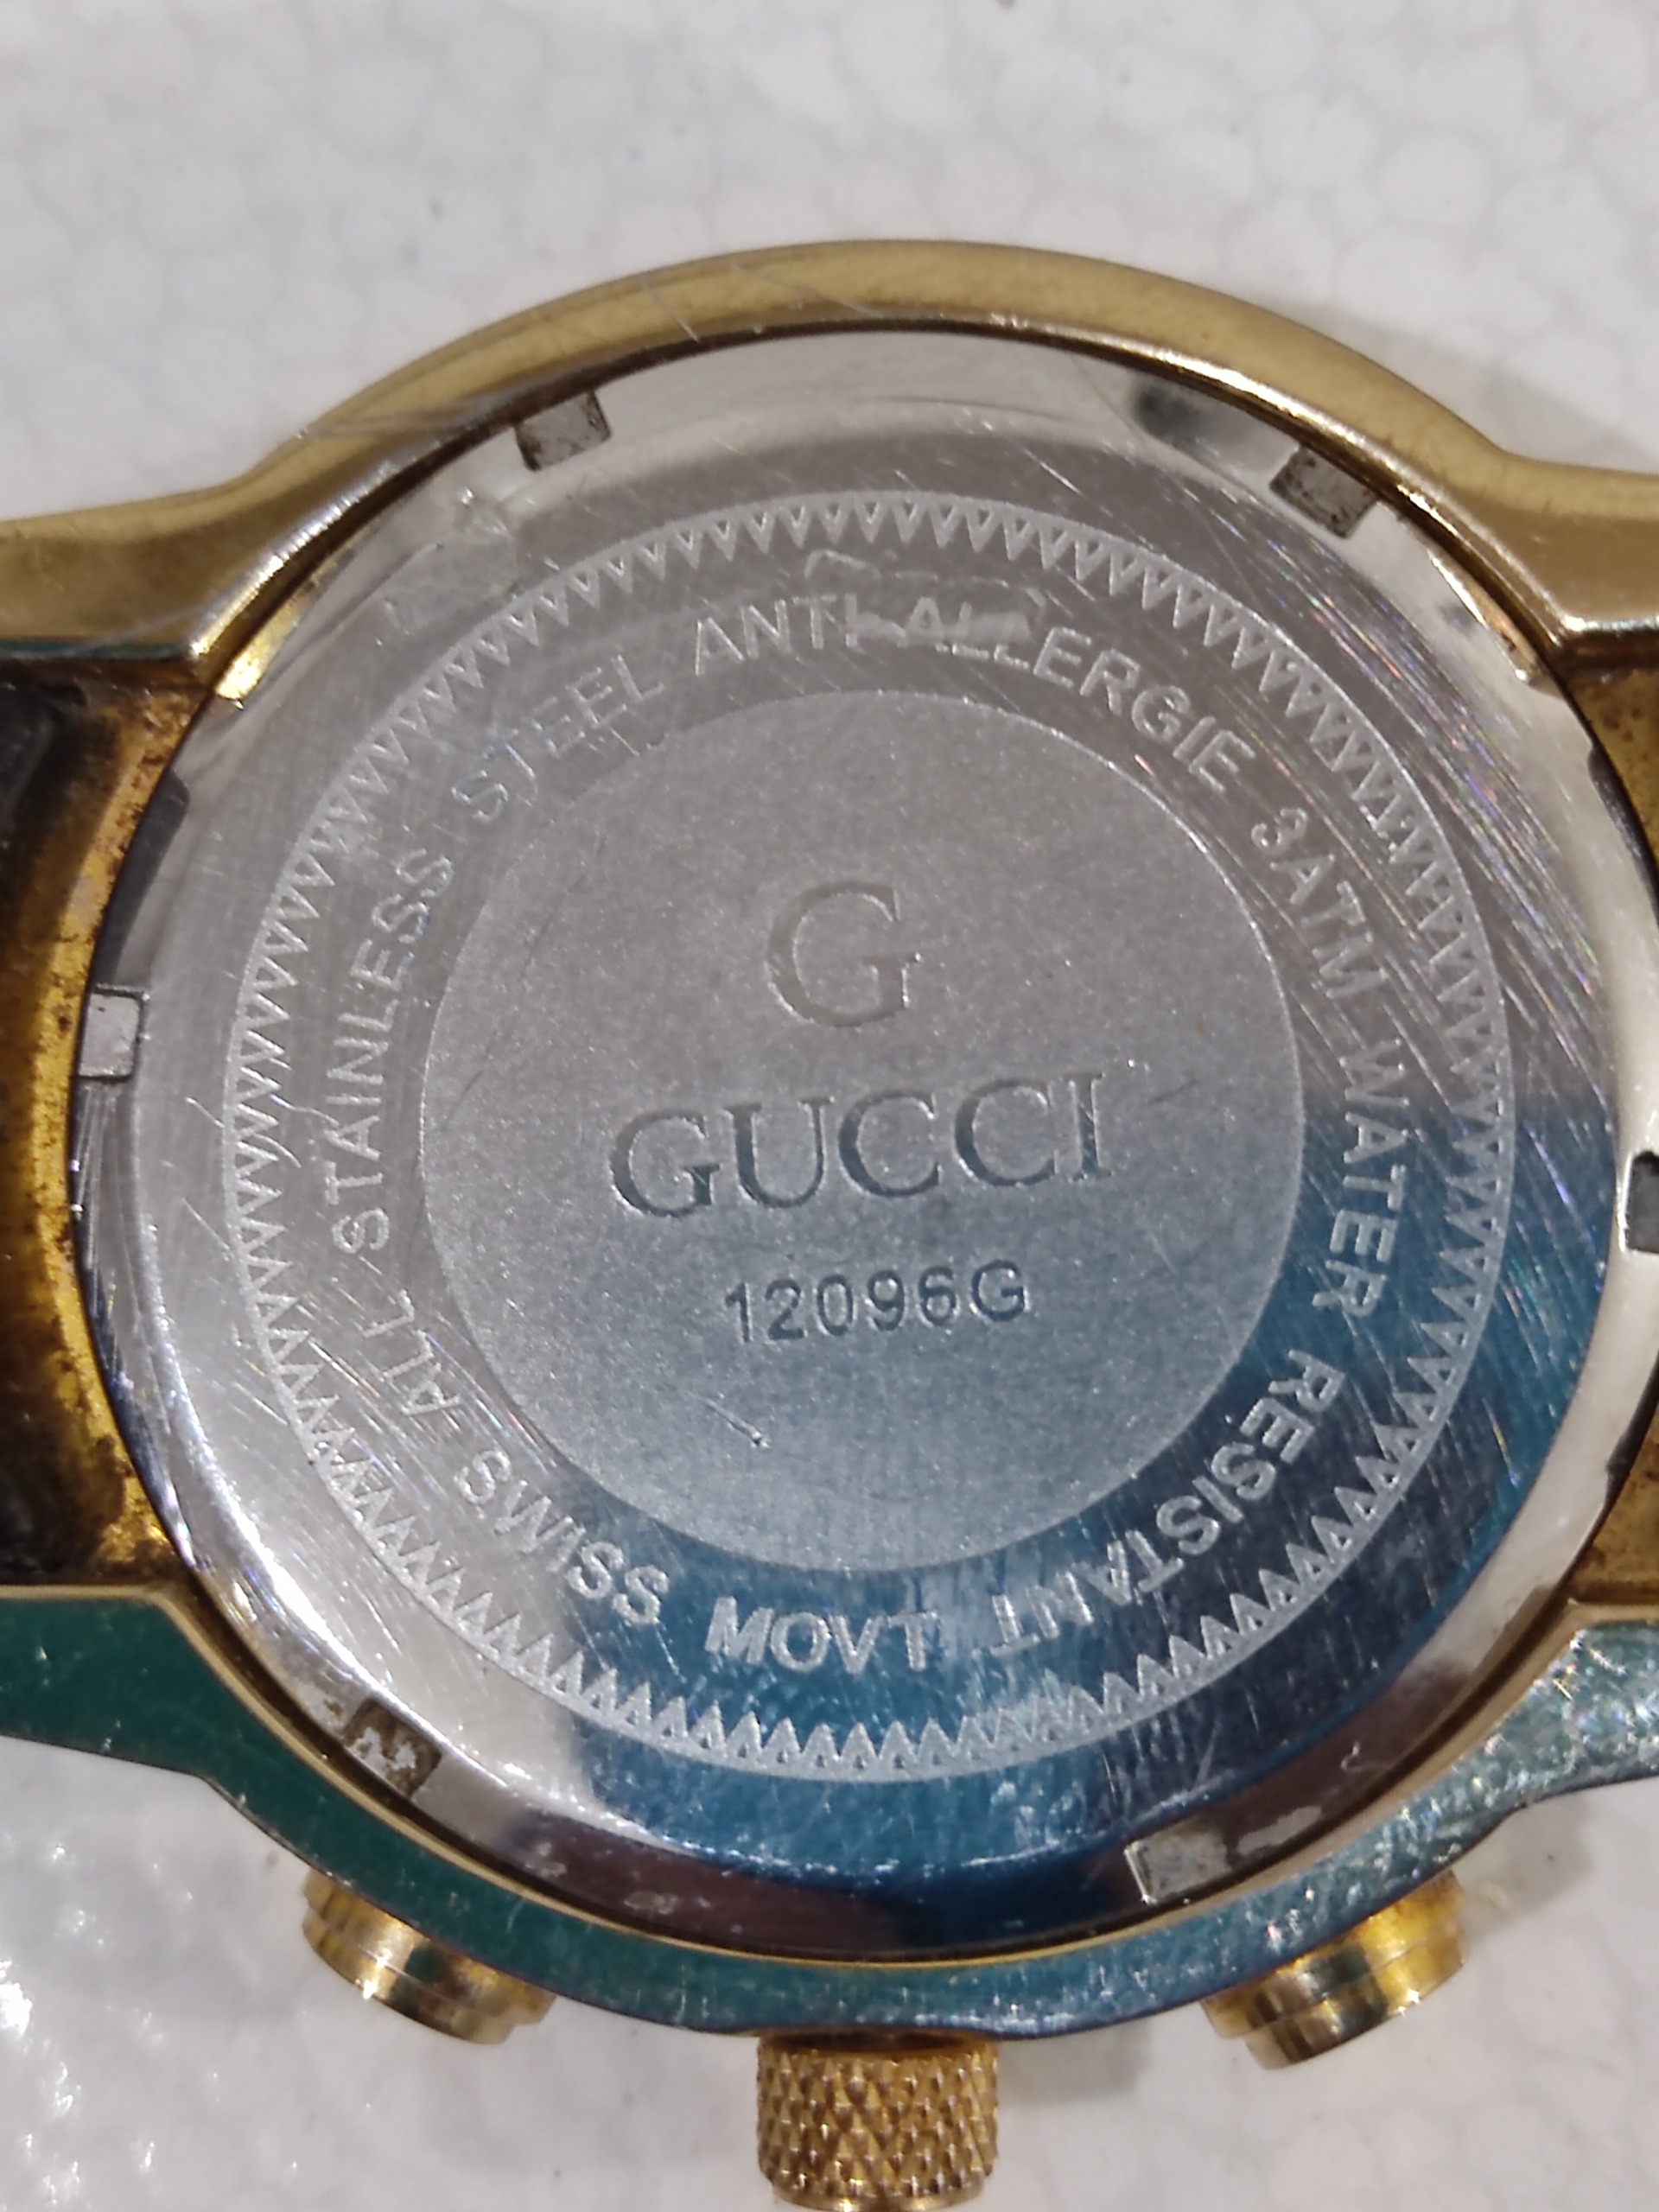 G
GUCCI
12096G
ALL STAINLESS STEEL ANTI-ALLERGIE 3ATM WATER RESISTANT
SWISS MOVT